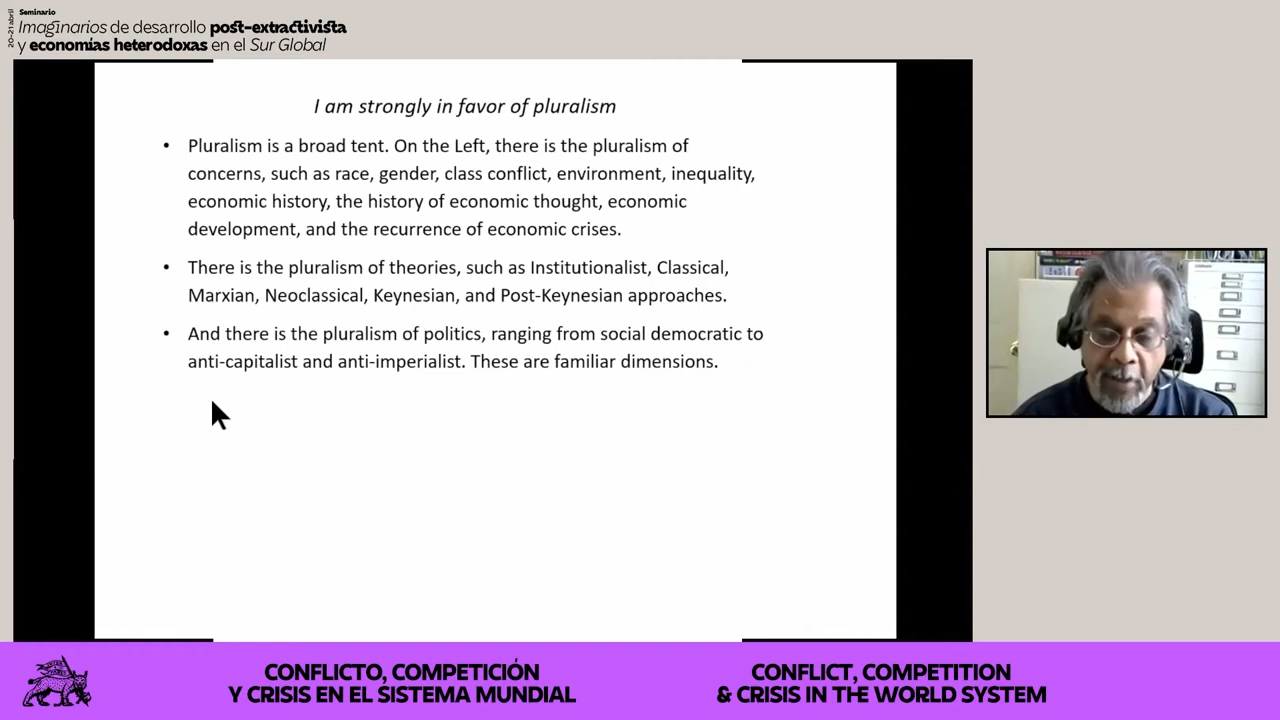 20-21 abril
Seminario
Imaginarios de desarrollo post-extractivista
y economías heterodoxas en el Sur Global
I am strongly in favor of pluralism
• Pluralism is a broad tent. On the Left, there is the pluralism of
concerns, such as race, gender, class conflict, environment, inequality,
economic history, the history of economic thought, economic
development, and the recurrence of economic crises.
• There is the pluralism of theories, such as Institutionalist, Classical,
Marxian, Neoclassical, Keynesian, and Post-Keynesian approaches.
• And there is the pluralism of politics, ranging from social democratic to
anti-capitalist and anti-imperialist. These are familiar dimensions.
CONFLICTO, COMPETICIÓN
Y CRISIS EN EL SISTEMA MUNDIAL
CONFLICT, COMPETITION
& CRISIS IN THE WORLD SYSTEM